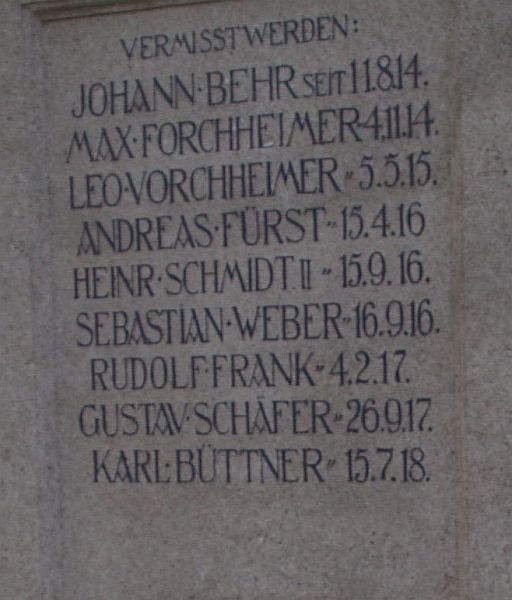 VERMISST WERDEN:
JOHANN·BEHR SEIT 11.8.14.
MAX·FORCHHEIMER 4.11.14.
LEO·VORCHHEIMER „ 5.5.15.
ANDREAS·FÜRST „ 15.4.16
HEINR·SCHMIDT II „ 15.9.16.
SEBASTIAN·WEBER „ 16.9.16.
RUDOLF·FRANK „ 4.2.17.
GUSTAV·SCHÄFER „ 26.9.17.
KARL·BÜTTNER „ 15.7.18.